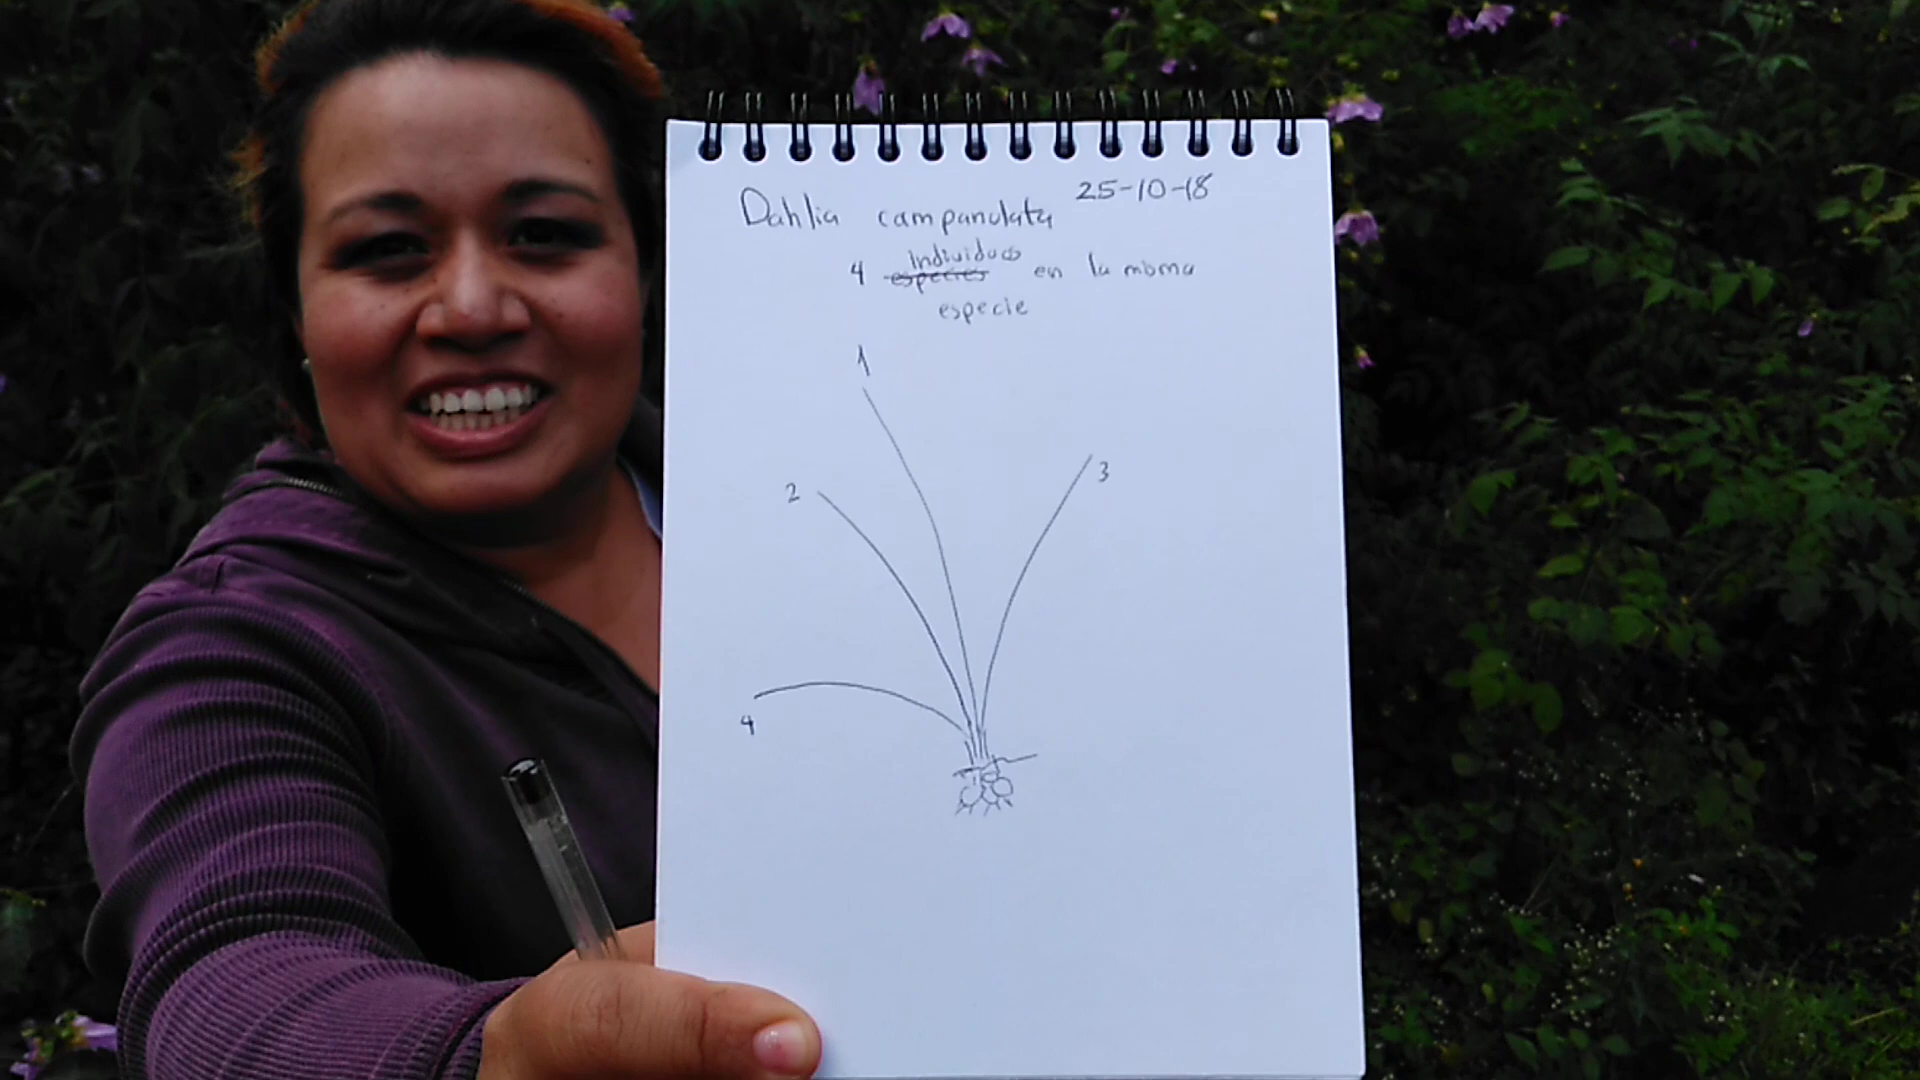 Dahlia campanulata 25-10-18
4 especies individuos en la misma
especie
1
2
3
4